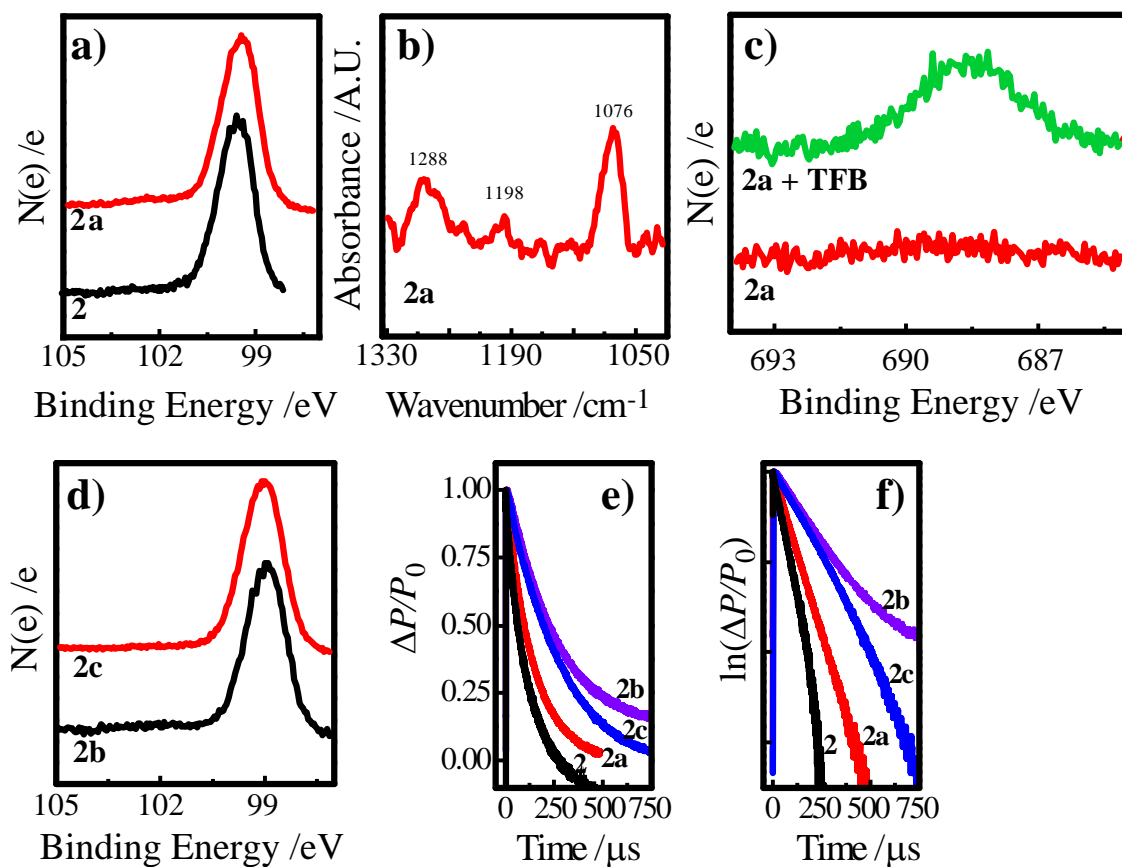 a)
N(e) /e
2a
2
105 102 99
Binding Energy /eV
b)
Absorbance /A.U.
1288
1198
1076
2a
1330 1190 1050
Wavenumber /cm-1
c)
N(e) /e
2a + TFB
2a
693 690 687
Binding Energy /eV
d)
N(e) /e
2c
2b
105 102 99
Binding Energy /eV
e)
ΔP/P0
1.00
0.75
0.50
0.25
0.00
2b
2c
2a
2
0 250 500 750
Time /μs
f)
ln(ΔP/P0)
2b
2c
2a
2
0 250 500 750
Time /μs